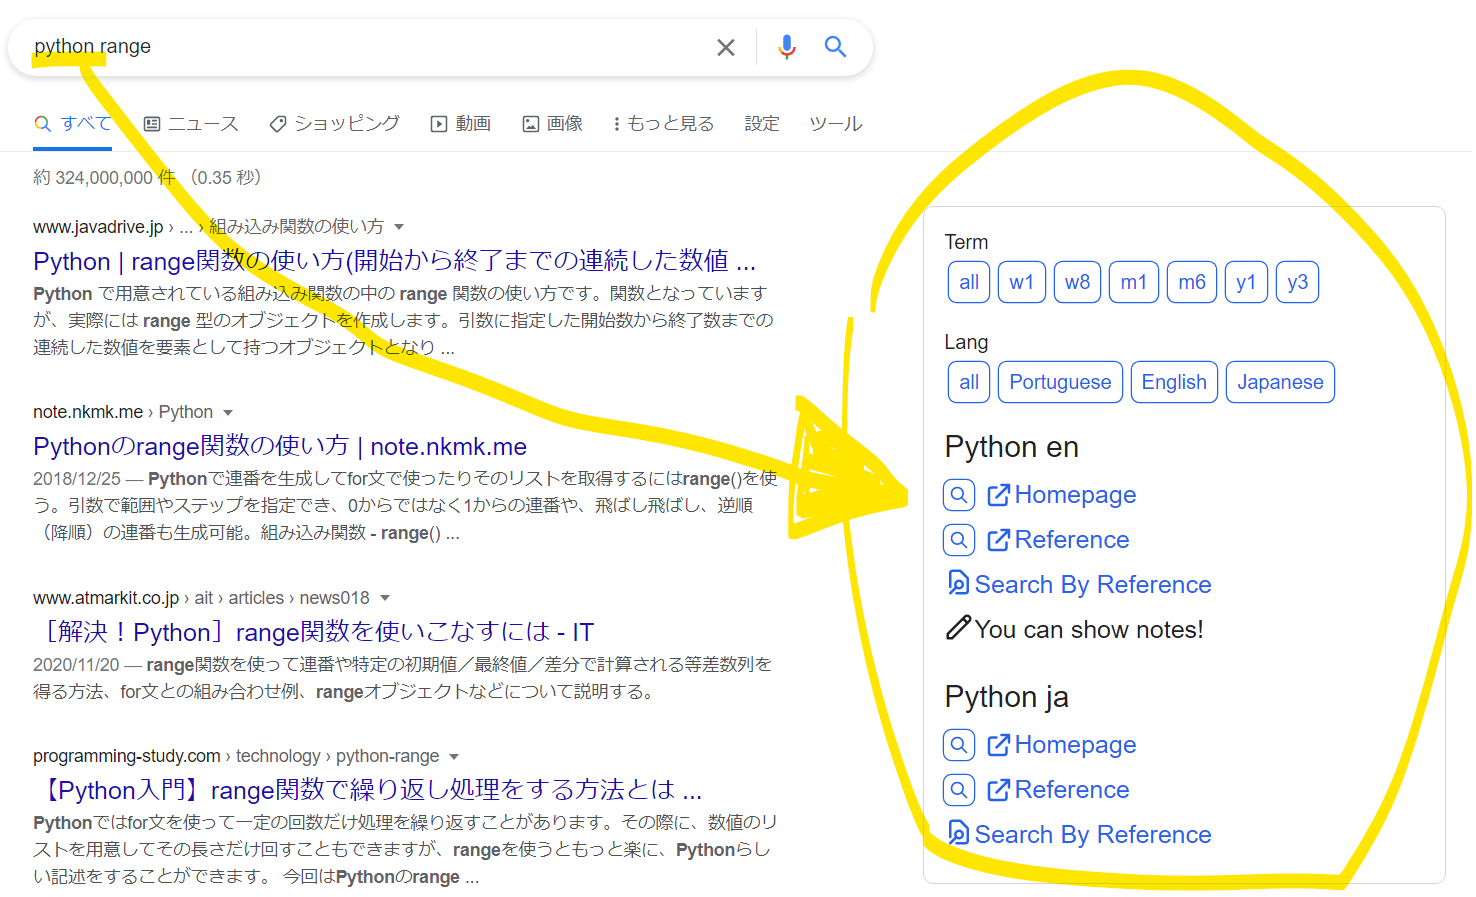 python range
すべて ニュース ショッピング 動画 画像 もっと見る 設定 ツール
約 324,000,000 件 （0.35 秒）
www.javadrive.jp › ... › 組み込み関数の使い方
Python | range関数の使い方(開始から終了までの連続した数値 ...
Python で用意されている組み込み関数の中の range 関数の使い方です。関数となっています
が、実際には range 型のオブジェクトを作成します。引数に指定した開始数から終了数までの
連続した数値を要素として持つオブジェクトとなり ...
note.nkmk.me › Python
Pythonのrange関数の使い方 | note.nkmk.me
2018/12/25 — Pythonで連番を生成してfor文で使ったりそのリストを取得するにはrange()を使
う。引数で範囲やステップを指定でき、0からではなく1からの連番や、飛ばし飛ばし、逆順
（降順）の連番も生成可能。組み込み関数 - range() ...
www.atmarkit.co.jp › ait › articles › news018
［解決！Python］range関数を使いこなすには - IT
2020/11/20 — range関数を使って連番や特定の初期値／最終値／差分で計算される等差数列を
得る方法、for文との組み合わせ例、rangeオブジェクトなどについて説明する。
programming-study.com › technology › python-range
【Python入門】range関数で繰り返し処理をする方法とは ...
Pythonではfor文を使って一定の回数だけ処理を繰り返すことがあります。その際に、数値のリ
ストを用意してその長さだけ回すこともできますが、rangeを使うともっと楽に、Pythonらし
い記述をすることができます。 今回はPythonのrange ...
Term
all w1 w8 m1 m6 y1 y3
Lang
all Portuguese English Japanese
Python en
Homepage
Reference
Search By Reference
You can show notes!
Python ja
Homepage
Reference
Search By Reference